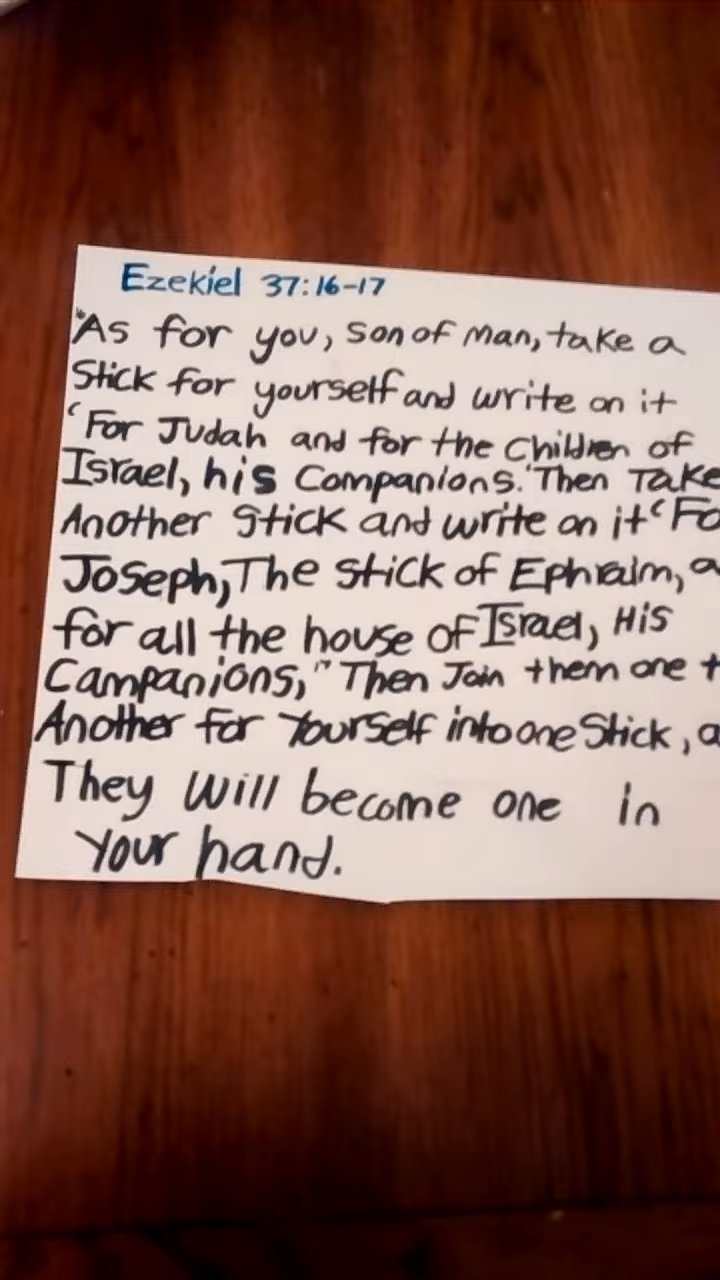 Ezekiel 37:16-17
"As for you, son of man, take a
Stick for yourself and write on it
'For Judah and for the Children of
Israel, his Companions.' Then Take
Another Stick and write on it 'Fo
Joseph, The Stick of Ephraim, a
for all the house of Israel, His
Companions,'" Then Join them one t
Another for Yourself into one Stick, a
They Will become one in
Your hand.